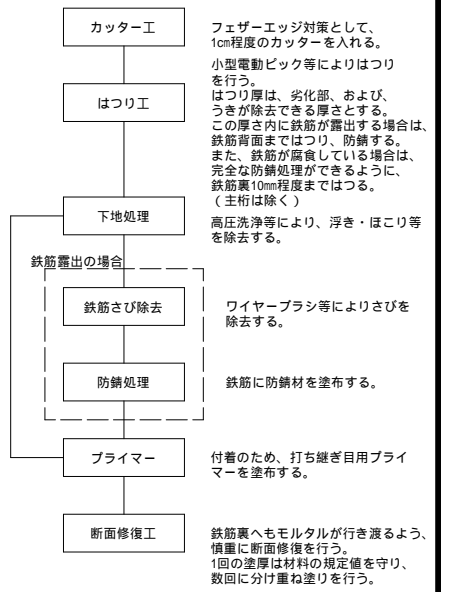 カッター工
フェザーエッジ対策として、
1cm程度のカッターを入れる。
はつり工
小型電動ピック等によりはつり
を行う。
はつり厚は、劣化部、および、
うきが除去できる厚さとする。
この厚さ内に鉄筋が露出する場合は、
鉄筋背面まではつり、防錆する。
また、鉄筋が腐食している場合は、
完全な防錆処理ができるように、
鉄筋裏10mm程度まではつる。
(主桁は除く)
下地処理
高圧洗浄等により、浮き・ほこり等
を除去する。
鉄筋露出の場合
鉄筋さび除去
ワイヤーブラシ等によりさびを
除去する。
防錆処理
鉄筋に防錆材を塗布する。
プライマー
付着のため、打ち継ぎ目用プライ
マーを塗布する。
断面修復工
鉄筋裏へもモルタルが行き渡るよう、
慎重に断面修復を行う。
1回の塗厚は材料の規定値を守り、
数回に分け重ね塗りを行う。